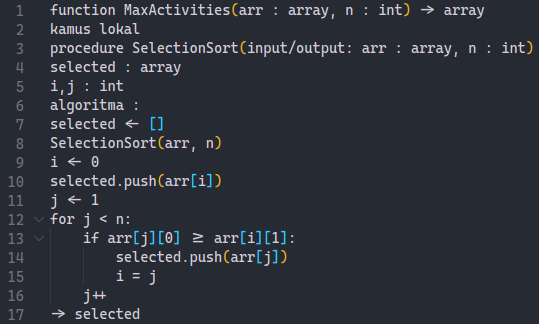 1 function MaxActivities(arr : array, n : int) → array
2 kamus lokal
3 procedure SelectionSort(input/output: arr : array, n : int)
4 selected : array
5 i,j : int
6 algoritma :
7 selected ← []
8 SelectionSort(arr, n)
9 i ← 0
10 selected.push(arr[i])
11 j ← 1
12 for j < n:
13     if arr[j][0] ≥ arr[i][1]:
14         selected.push(arr[j])
15         i = j
16     j++
17 → selected